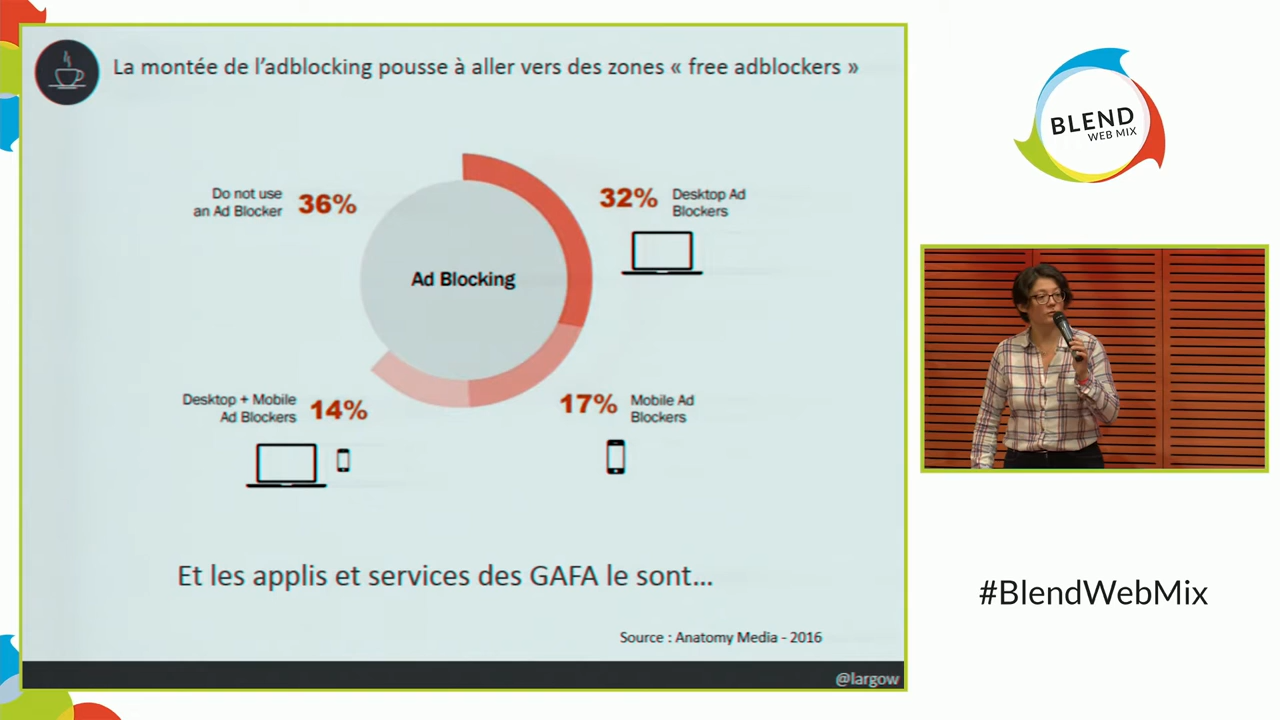 La montée de l'adblocking pousse à aller vers des zones « free adblockers »
Do not use
an Ad Blocker
36%
32%
Desktop Ad
Blockers
Ad Blocking
Desktop + Mobile
Ad Blockers
14%
17%
Mobile Ad
Blockers
Et les applis et services des GAFA le sont...
Source : Anatomy Media - 2016
@largow
BLEND
WEB MIX
#BlendWebMix